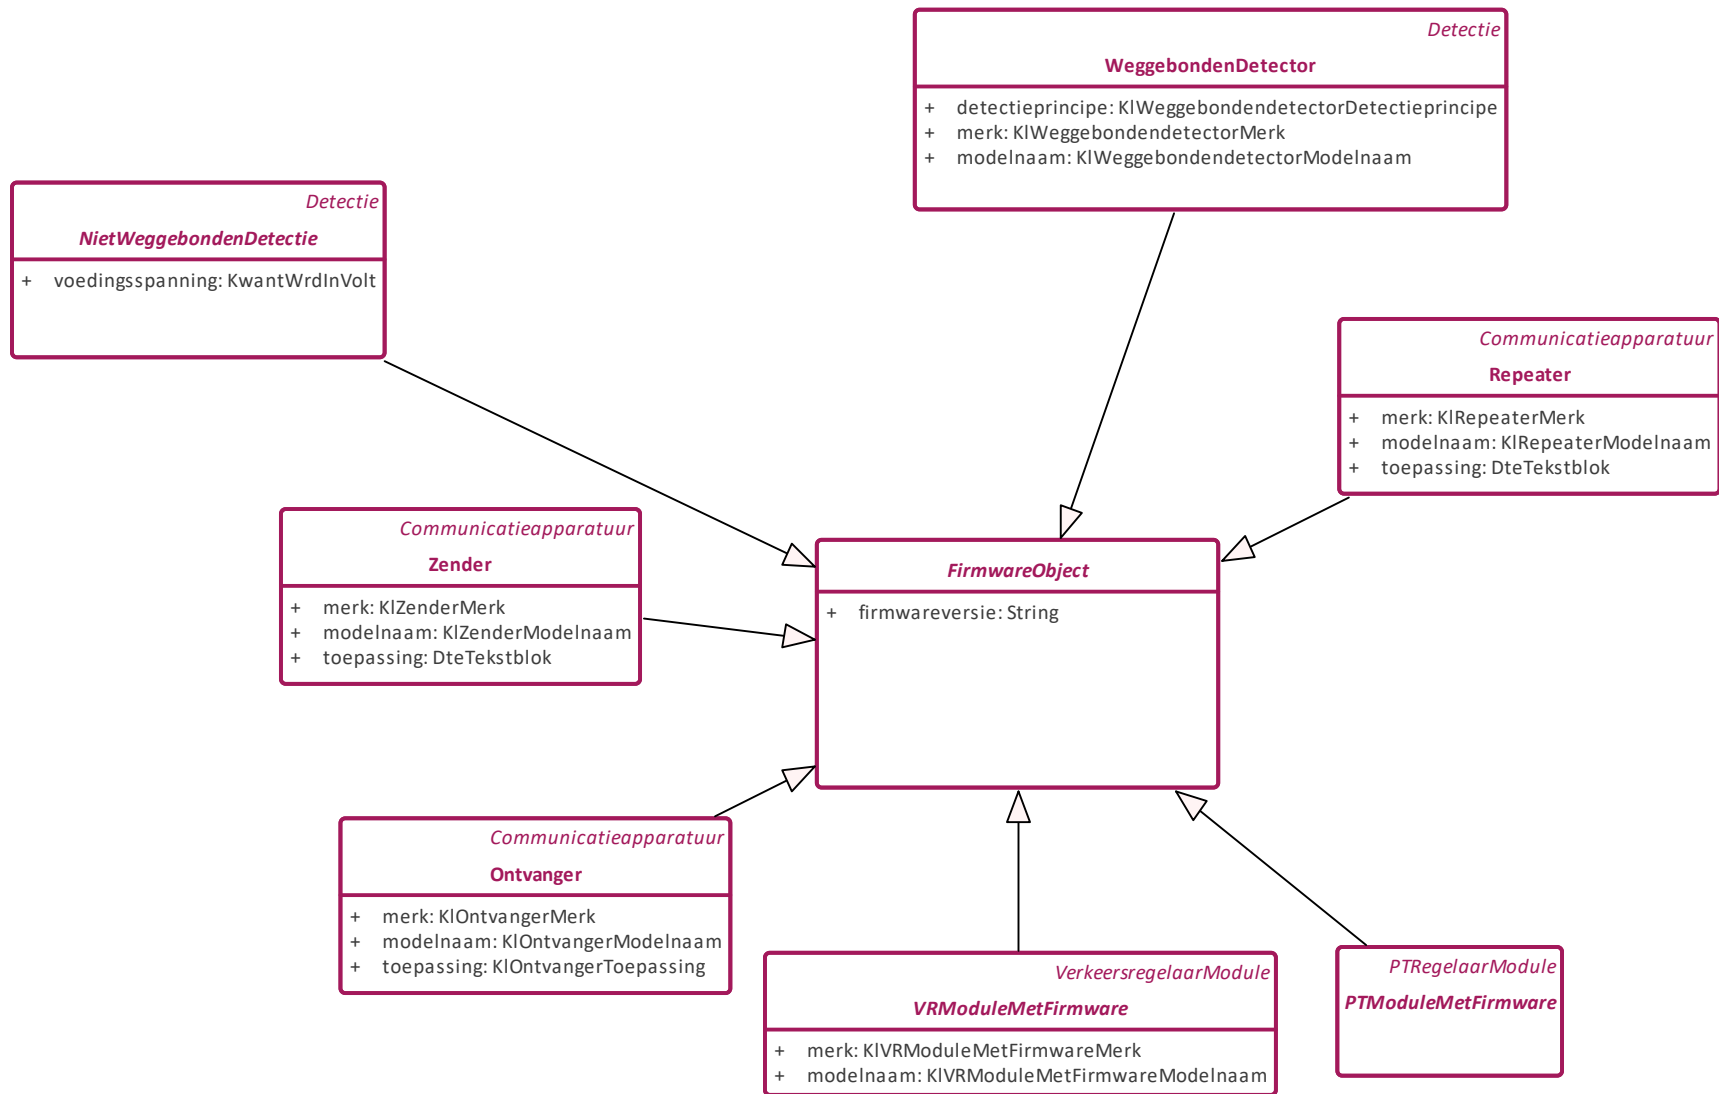 Detectie
WeggebondenDetector
+ detectieprincipe: KlWeggebondendetectorDetectieprincipe
+ merk: KlWeggebondendetectorMerk
+ modelnaam: KlWeggebondendetectorModelnaam
Detectie
NietWeggebondenDetectie
+ voedingsspanning: KwantWrdInVolt
Communicatieapparatuur
Repeater
+ merk: KlRepeaterMerk
+ modelnaam: KlRepeaterModelnaam
+ toepassing: DteTekstblok
Communicatieapparatuur
Zender
+ merk: KlZenderMerk
+ modelnaam: KlZenderModelnaam
+ toepassing: DteTekstblok
FirmwareObject
+ firmwareversie: String
Communicatieapparatuur
Ontvanger
+ merk: KlOntvangerMerk
+ modelnaam: KlOntvangerModelnaam
+ toepassing: KlOntvangerToepassing
VerkeersregelaarModule
VRModuleMetFirmware
+ merk: KlVRModuleMetFirmwareMerk
+ modelnaam: KlVRModuleMetFirmwareModelnaam
PTRegelaarModule
PTModuleMetFirmware